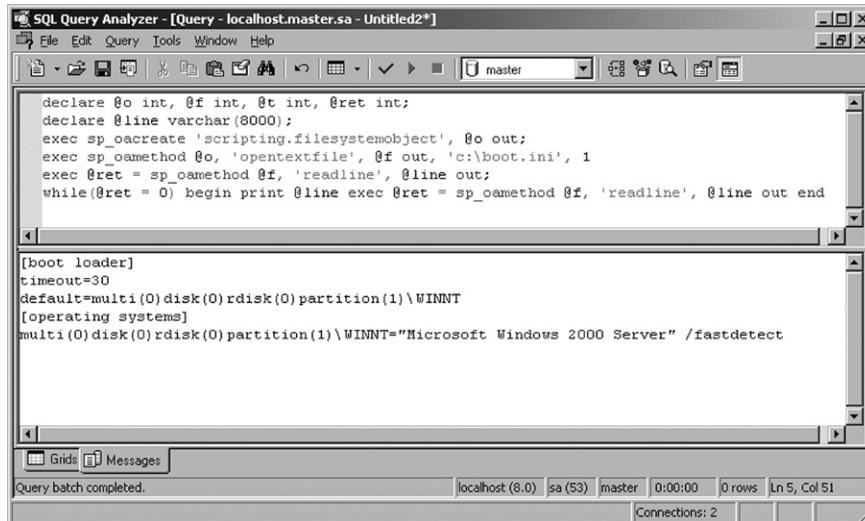 SQL Query Analyzer - [Query - localhost.master.sa - Untitled2*]
File Edit Query Tools Window Help
master
declare @o int, @f int, @t int, @ret int;
declare @line varchar(8000);
exec sp_oacreate 'scripting.filesystemobject', @o out;
exec sp_oamethod @o, 'opentextfile', @f out, 'c:\boot.ini', 1
exec @ret = sp_oamethod @f, 'readline', @line out;
while(@ret = 0) begin print @line exec @ret = sp_oamethod @f, 'readline', @line out end
[boot loader]
timeout=30
default=multi(0)disk(0)rdisk(0)partition(1)\WINNT
[operating systems]
multi(0)disk(0)rdisk(0)partition(1)\WINNT="Microsoft Windows 2000 Server" /fastdetect
Grids Messages
Query batch completed. localhost (8.0) sa (53) master 0:00:00 0 rows Ln 5, Col 51
Connections: 2